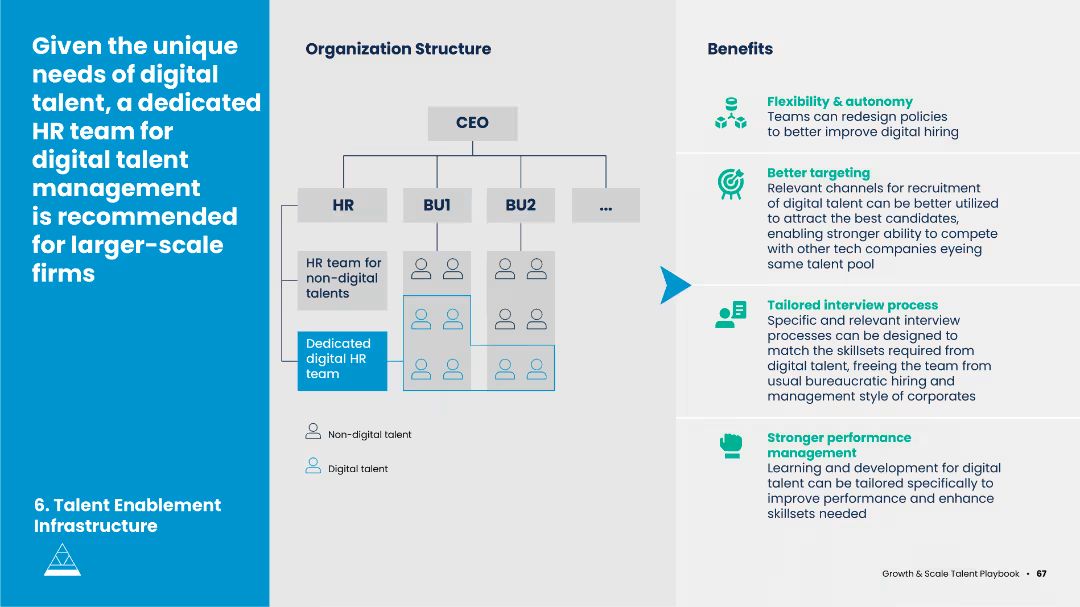 Given the unique
needs of digital
talent, a dedicated
HR team for
digital talent
management
is recommended
for larger-scale
firms
6. Talent Enablement
Infrastructure
Organization Structure
CEO
HR
BU1
BU2
...
HR team for
non-digital
talents
Dedicated
digital HR
team
Non-digital talent
Digital talent
Benefits
Flexibility & autonomy
Teams can redesign policies
to better improve digital hiring
Better targeting
Relevant channels for recruitment
of digital talent can be better utilized
to attract the best candidates,
enabling stronger ability to compete
with other tech companies eyeing
same talent pool
Tailored interview process
Specific and relevant interview
processes can be designed to
match the skillsets required from
digital talent, freeing the team from
usual bureaucratic hiring and
management style of corporates
Stronger performance
management
Learning and development for digital
talent can be tailored specifically to
improve performance and enhance
skillsets needed
Growth & Scale Talent Playbook • 67